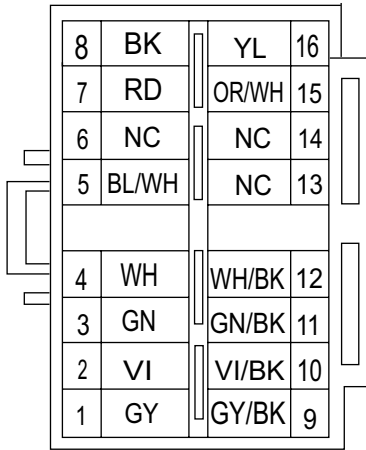 8 BK YL 16
7 RD OR/WH 15
6 NC NC 14
5 BL/WH NC 13
4 WH WH/BK 12
3 GN GN/BK 11
2 VI VI/BK 10
1 GY GY/BK 9